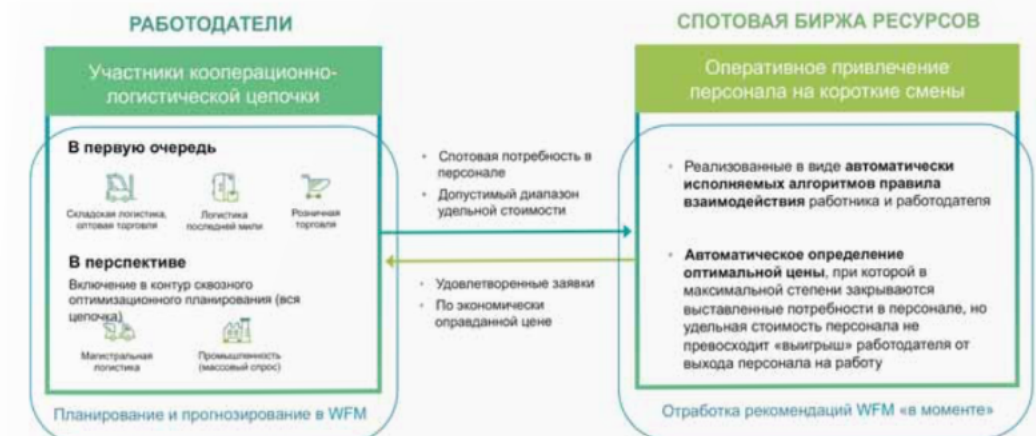 РАБОТОДАТЕЛИ
Участники кооперационно-
логистической цепочки
В первую очередь
Складская логистика,
оптовая торговля
Логистика
последней мили
Розничная
торговля
В перспективе
Включение в контур сквозного
оптимизационного планирования (вся
цепочка)
Магистральная
логистика
Промышленность
(массовый спрос)
Планирование и прогнозирование в WFM
• Спотовая потребность в
персонале
• Допустимый диапазон
удельной стоимости
• Удовлетворенные заявки
• По экономически
оправданной цене
СПОТОВАЯ БИРЖА РЕСУРСОВ
Оперативное привлечение
персонала на короткие смены
• Реализованные в виде автоматически
исполняемых алгоритмов правила
взаимодействия работника и работодателя
• Автоматическое определение
оптимальной цены, при которой в
максимальной степени закрываются
выставленные потребности в персонале, но
удельная стоимость персонала не
превосходит «выигрыш» работодателя от
выхода персонала на работу
Отработка рекомендаций WFM «в моменте»